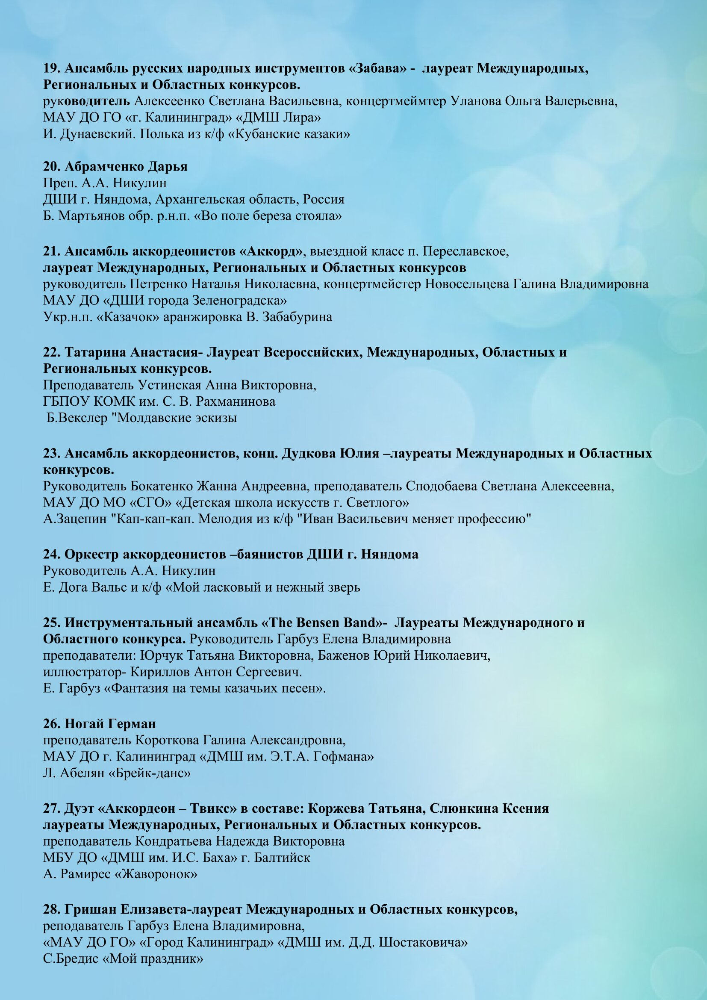 19. Ансамбль русских народных инструментов «Забава» -  лауреат Международных,
Региональных и Областных конкурсов.
руководитель Алексеенко Светлана Васильевна, концертмеймтер Уланова Ольга Валерьевна,
МАУ ДО ГО «г. Калининград» «ДМШ Лира»
И. Дунаевский. Полька из к/ф «Кубанские казаки»
20. Абрамченко Дарья
Преп. А.А. Никулин
ДШИ г. Няндома, Архангельская область, Россия
Б. Мартьянов обр. р.н.п. «Во поле береза стояла»
21. Ансамбль аккордеонистов «Аккорд», выездной класс п. Переславское,
лауреат Международных, Региональных и Областных конкурсов
руководитель Петренко Наталья Николаевна, концертмейстер Новосельцева Галина Владимировна
МАУ ДО «ДШИ города Зеленоградска»
Укр.н.п. «Казачок» аранжировка В. Забабурина
22. Татарина Анастасия- Лауреат Всероссийских, Международных, Областных и
Региональных конкурсов.
Преподаватель Устинская Анна Викторовна,
ГБПОУ КОМК им. С. В. Рахманинова
Б.Векслер "Молдавские эскизы
23. Ансамбль аккордеонистов, конц. Дудкова Юлия –лауреаты Международных и Областных
конкурсов.
Руководитель Бокатенко Жанна Андреевна, преподаватель Сподобаева Светлана Алексеевна,
МАУ ДО МО «СГО» «Детская школа искусств г. Светлого»
А.Зацепин "Кап-кап-кап. Мелодия из к/ф "Иван Васильевич меняет профессию"
24. Оркестр аккордеонистов –баянистов ДШИ г. Няндома
Руководитель А.А. Никулин
Е. Дога Вальс и к/ф «Мой ласковый и нежный зверь
25. Инструментальный ансамбль «The Bensen Band»-  Лауреаты Международного и
Областного конкурса. Руководитель Гарбуз Елена Владимировна
преподаватели: Юрчук Татьяна Викторовна, Баженов Юрий Николаевич,
иллюстратор- Кириллов Антон Сергеевич.
Е. Гарбуз «Фантазия на темы казачьих песен».
26. Ногай Герман
преподаватель Короткова Галина Александровна,
МАУ ДО г. Калининград «ДМШ им. Э.Т.А. Гофмана»
Л. Абелян «Брейк-данс»
27. Дуэт «Аккордеон – Твикс» в составе: Коржева Татьяна, Слюнкина Ксения
лауреаты Международных, Региональных и Областных конкурсов.
преподаватель Кондратьева Надежда Викторовна
МБУ ДО «ДМШ им. И.С. Баха» г. Балтийск
А. Рамирес «Жаворонок»
28. Гришан Елизавета-лауреат Международных и Областных конкурсов,
реподаватель Гарбуз Елена Владимировна,
«МАУ ДО ГО» «Город Калининград» «ДМШ им. Д.Д. Шостаковича»
С.Бредис «Мой праздник»